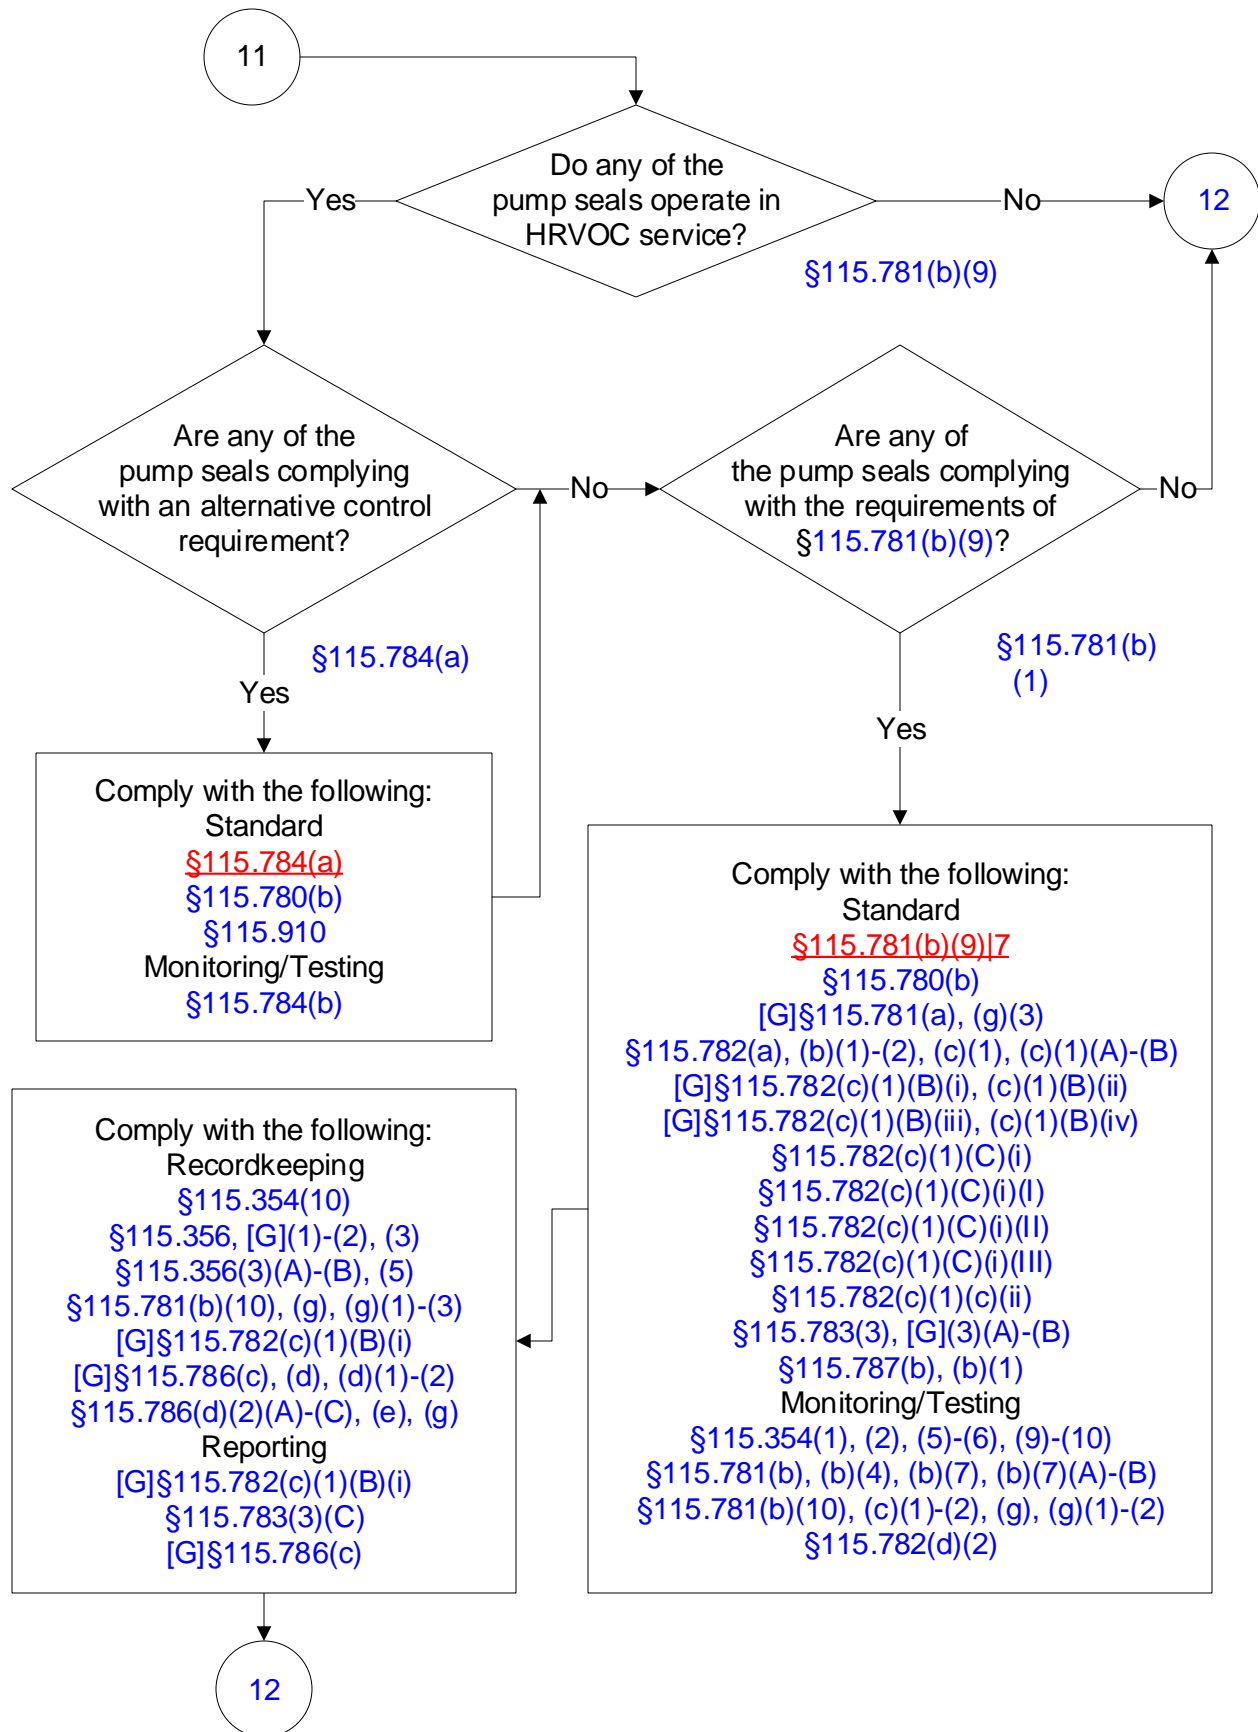 11
Do any of the
pump seals operate in
HRVOC service?
Yes
No
12
§115.781(b)(9)
Are any of the
pump seals complying
with an alternative control
requirement?
No
Are any of
the pump seals complying
with the requirements of
§115.781(b)(9)?
No
§115.784(a)
Yes
§115.781(b)
(1)
Yes
Comply with the following:
Standard
§115.784(a)
§115.780(b)
§115.910
Monitoring/Testing
§115.784(b)
Comply with the following:
Standard
§115.781(b)(9)|7
§115.780(b)
[G]§115.781(a), (g)(3)
§115.782(a), (b)(1)-(2), (c)(1), (c)(1)(A)-(B)
[G]§115.782(c)(1)(B)(i), (c)(1)(B)(ii)
[G]§115.782(c)(1)(B)(iii), (c)(1)(B)(iv)
§115.782(c)(1)(C)(i)
§115.782(c)(1)(C)(i)(I)
§115.782(c)(1)(C)(i)(II)
§115.782(c)(1)(C)(i)(III)
§115.782(c)(1)(c)(ii)
§115.783(3), [G](3)(A)-(B)
§115.787(b), (b)(1)
Monitoring/Testing
§115.354(1), (2), (5)-(6), (9)-(10)
§115.781(b), (b)(4), (b)(7), (b)(7)(A)-(B)
§115.781(b)(10), (c)(1)-(2), (g), (g)(1)-(2)
§115.782(d)(2)
Comply with the following:
Recordkeeping
§115.354(10)
§115.356, [G](1)-(2), (3)
§115.356(3)(A)-(B), (5)
§115.781(b)(10), (g), (g)(1)-(3)
[G]§115.782(c)(1)(B)(i)
[G]§115.786(c), (d), (d)(1)-(2)
§115.786(d)(2)(A)-(C), (e), (g)
Reporting
[G]§115.782(c)(1)(B)(i)
§115.783(3)(C)
[G]§115.786(c)
12